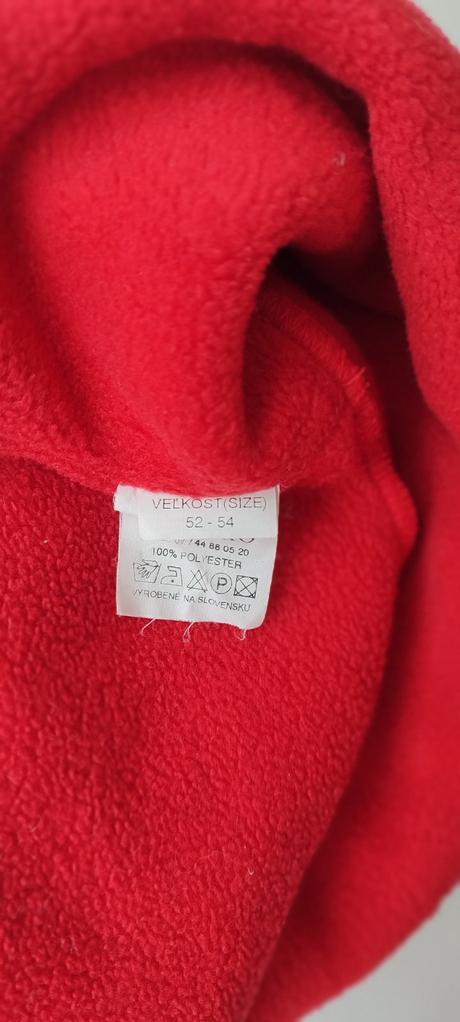 VEĽKOSŤ(SIZE)
52 - 54
44 88 05 20
100% POLYESTER
P
VYROBENÉ NA SLOVENSKU